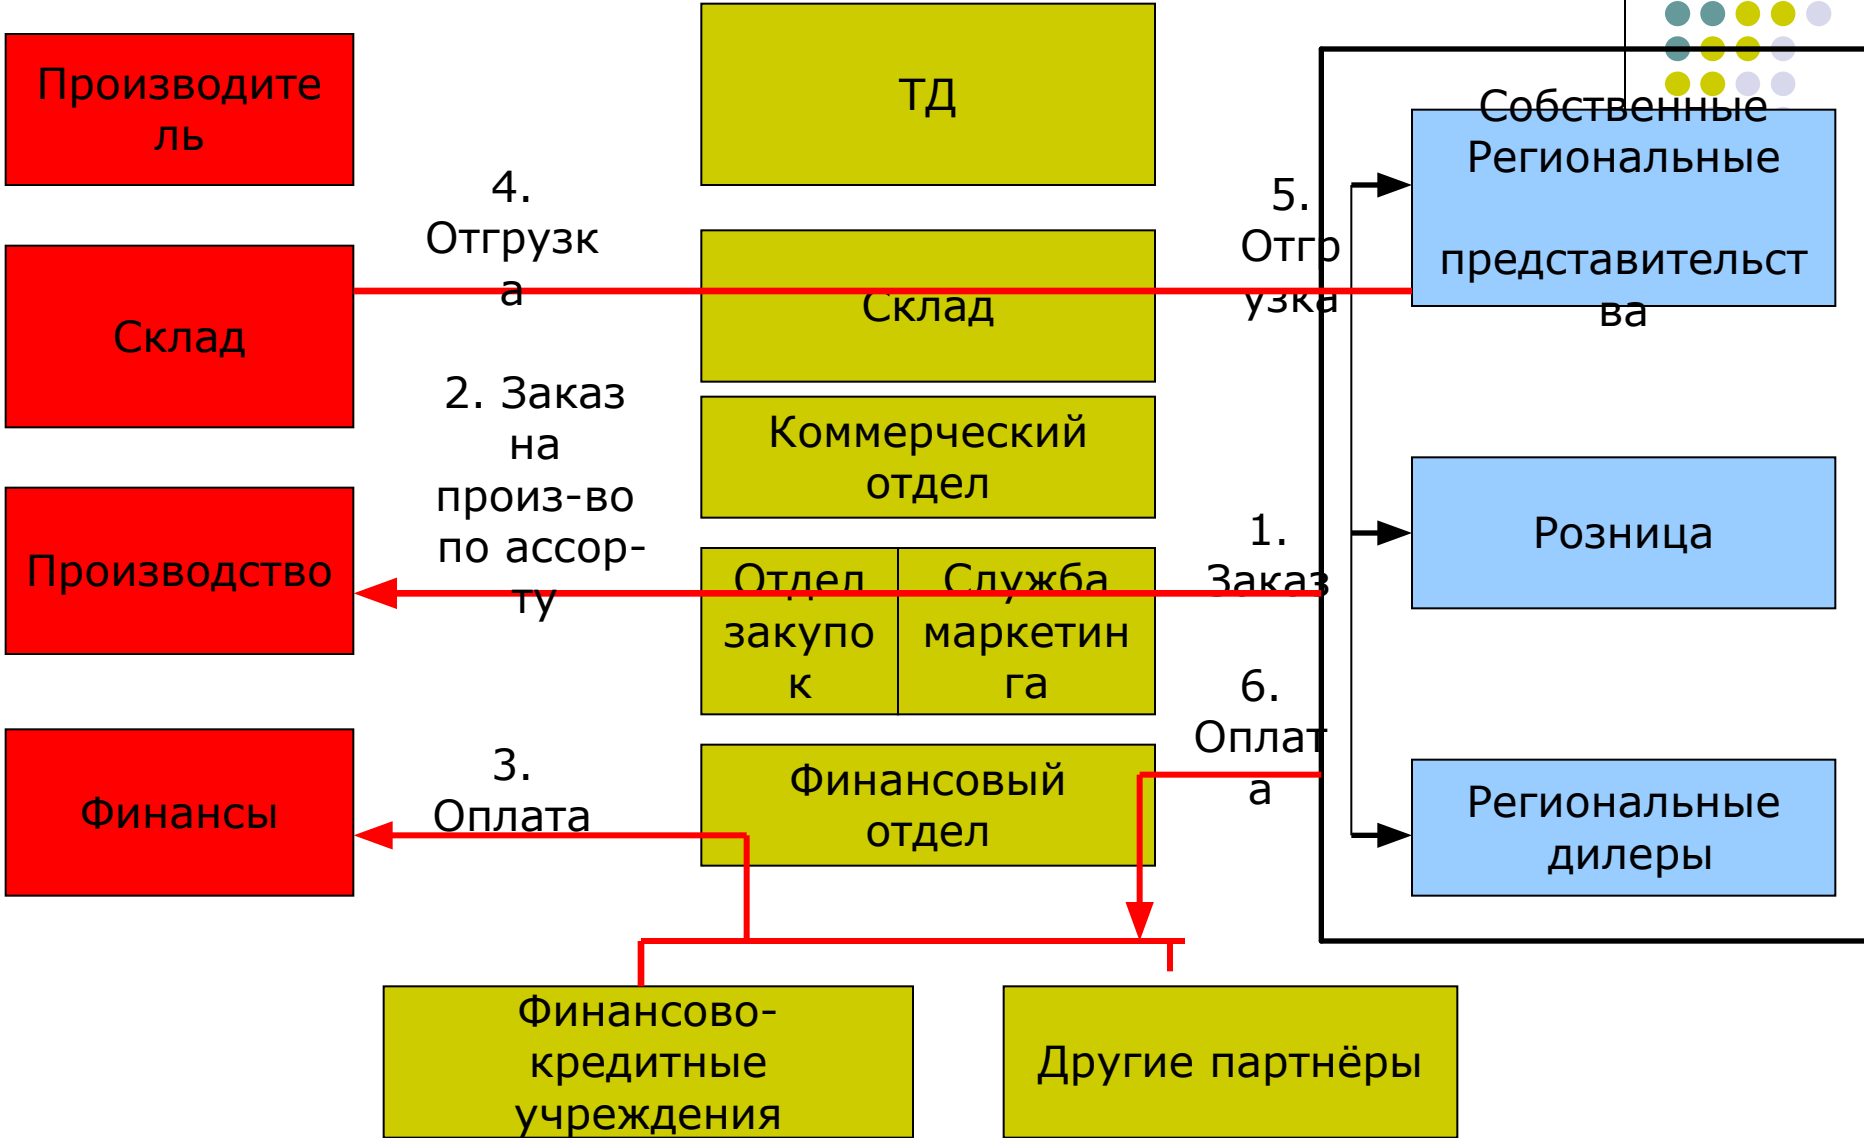 Производите
ль
ТД
Собственные
Региональные
представительст
ва
4.
Отгрузк
а
5.
Отгр
узка
Склад
Склад
2. Заказ
на
произ-во
по ассор-
ту
Коммерческий
отдел
1.
Заказ
Розница
Производство
Отдел
закупо
к
Служба
маркетин
га
6.
Оплат
а
3.
Оплата
Финансы
Финансовый
отдел
Региональные
дилеры
Финансово-
кредитные
учреждения
Другие партнёры